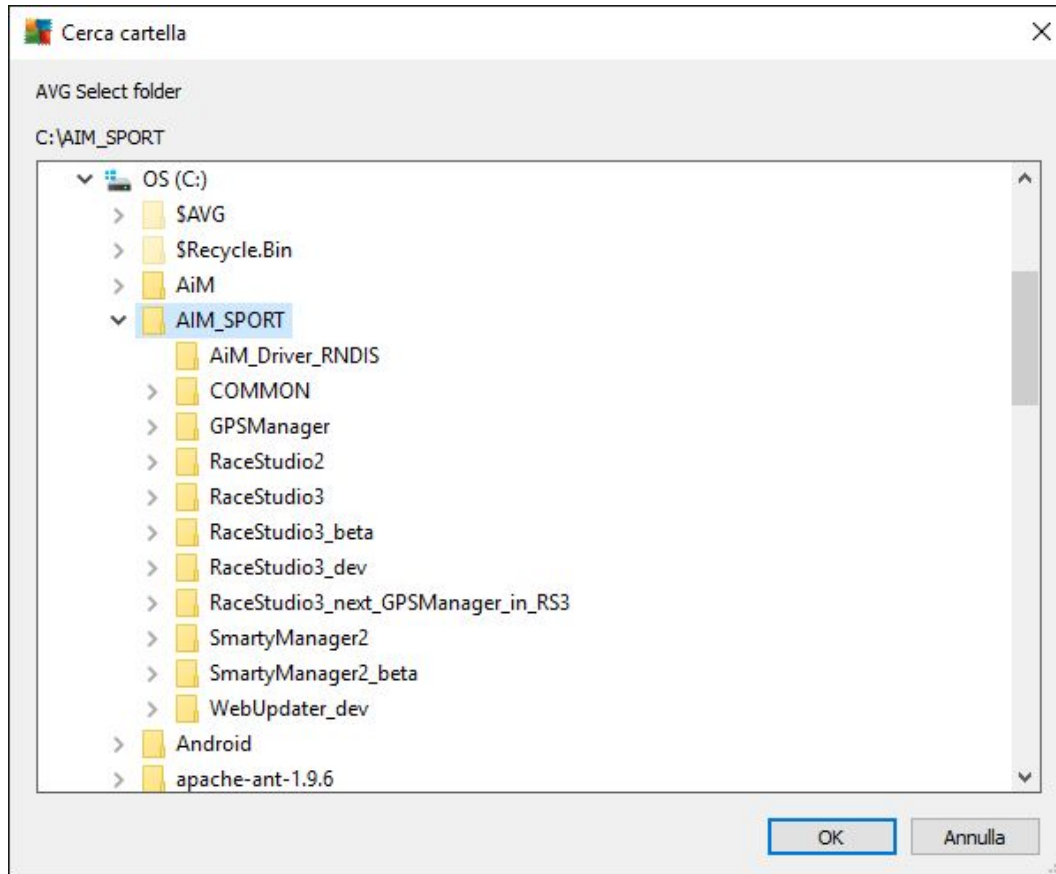 Cerca cartella
AVG Select folder
C:\AIM_SPORT
OS (C:)
$AVG
$Recycle.Bin
AiM
AIM_SPORT
AiM_Driver_RNDIS
COMMON
GPSManager
RaceStudio2
RaceStudio3
RaceStudio3_beta
RaceStudio3_dev
RaceStudio3_next_GPSManager_in_RS3
SmartyManager2
SmartyManager2_beta
WebUpdater_dev
Android
apache-ant-1.9.6
OK Annulla